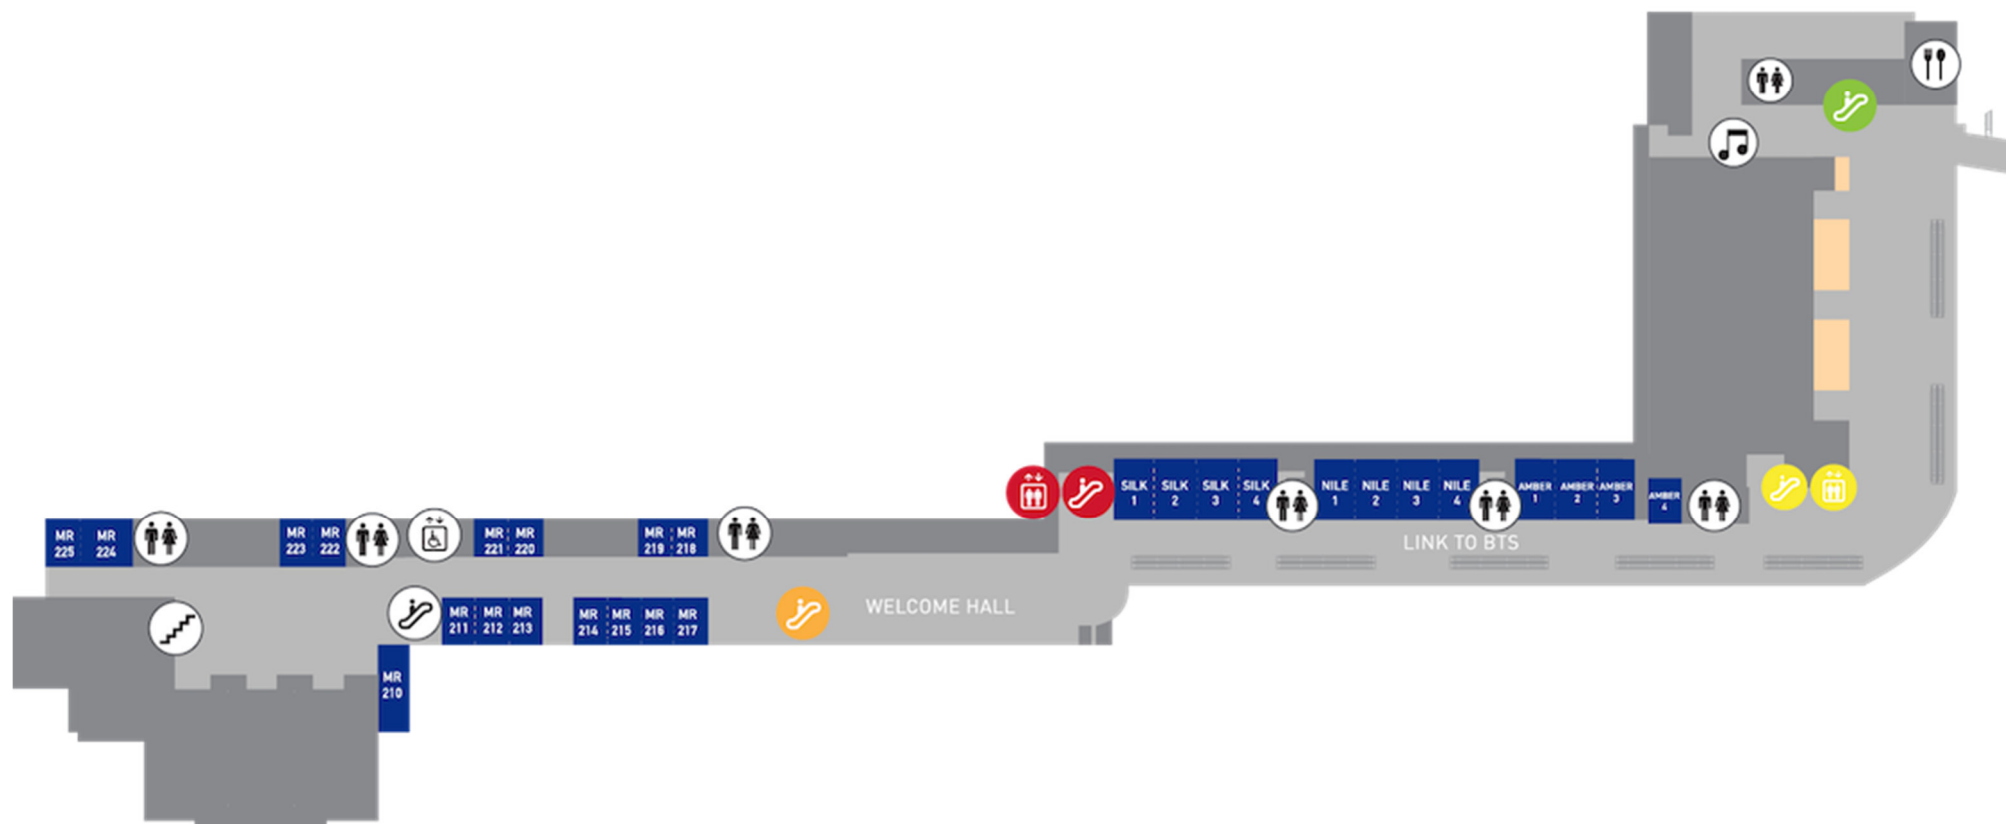 SILK
1
SILK
2
SILK
3
SILK
4
NILE
1
NILE
2
NILE
3
NILE
4
AMBER
1
AMBER
2
AMBER
3
AMBER
4
LINK TO BTS
MR
225
MR
224
MR
223
MR
222
MR
221
MR
220
MR
219
MR
218
WELCOME HALL
MR
211
MR
212
MR
213
MR
214
MR
215
MR
216
MR
217
MR
210